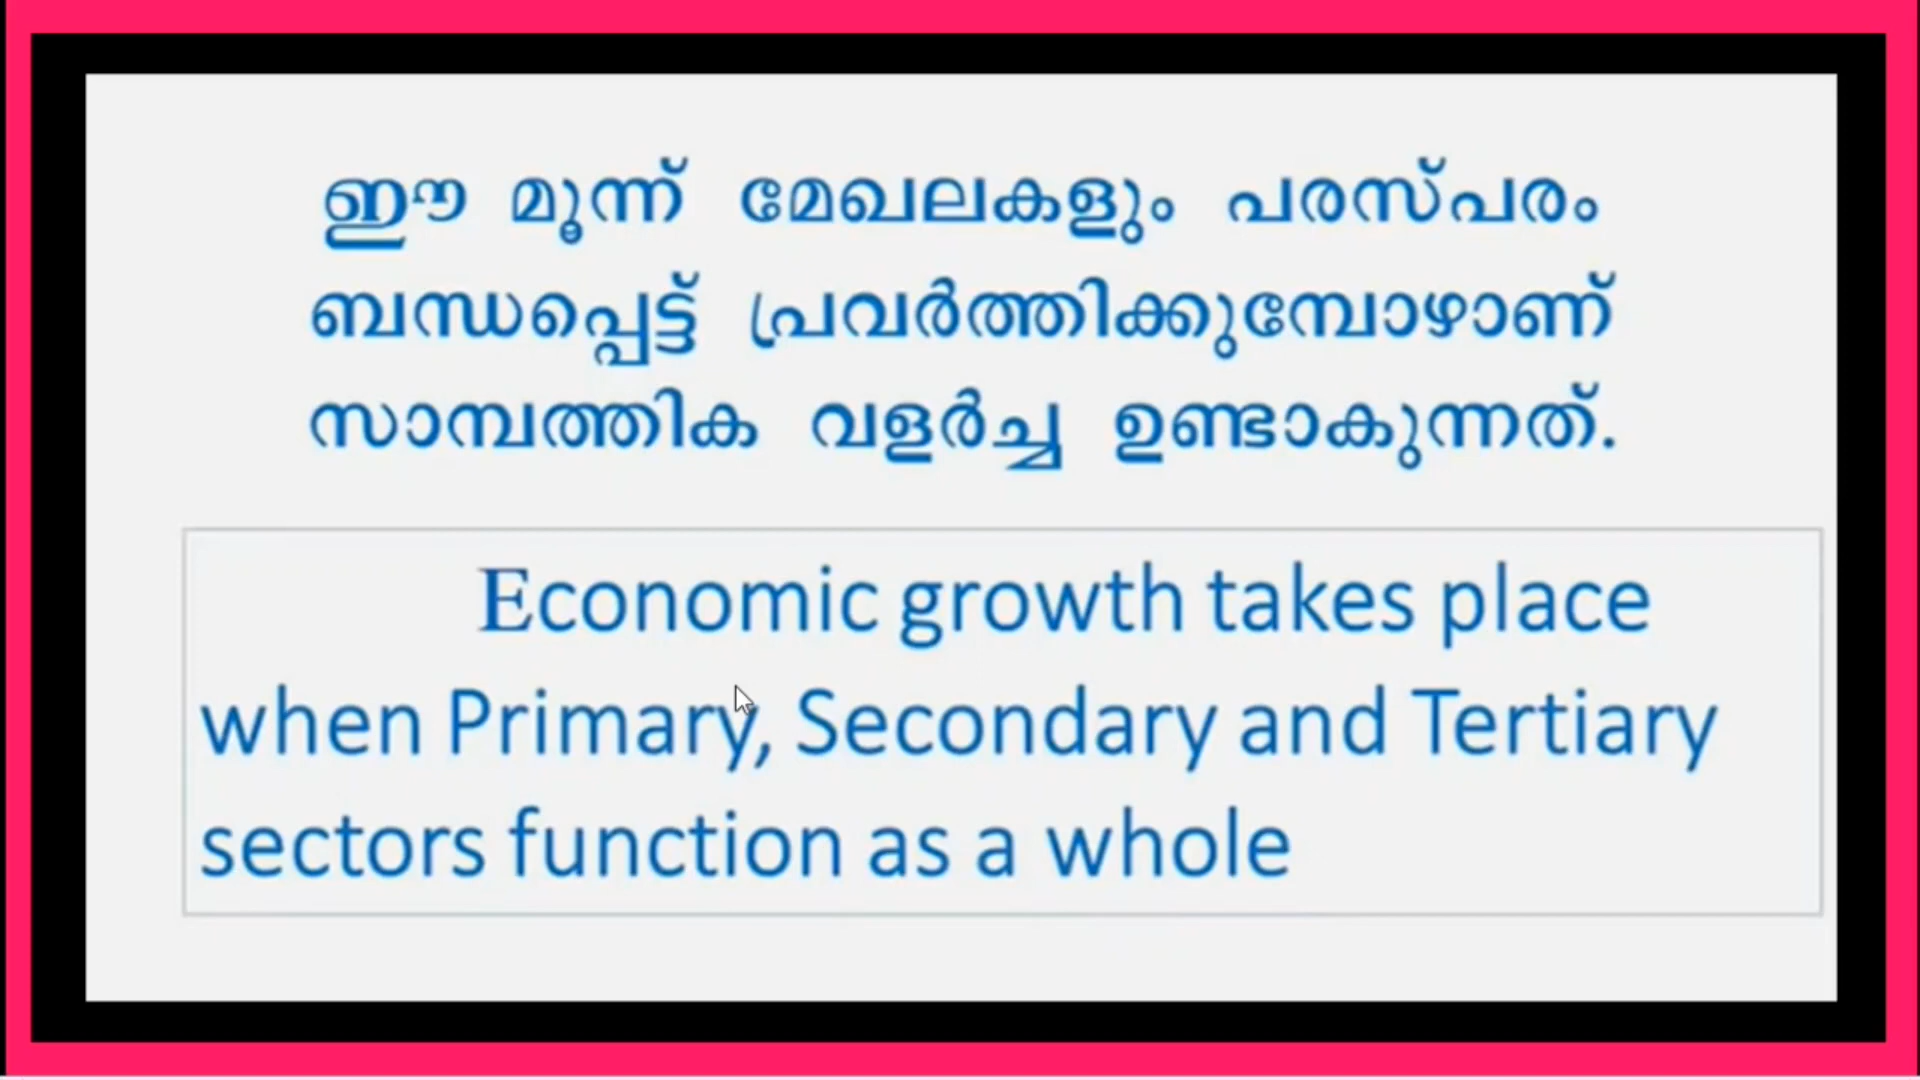 ഈ മൂന്ന് മേഖലകളും പരസ്പരം
ബന്ധപ്പെട്ട് പ്രവർത്തിക്കുമ്പോഴാണ്
സാമ്പത്തിക വളർച്ച ഉണ്ടാകുന്നത്.
Economic growth takes place
when Primary, Secondary and Tertiary
sectors function as a whole